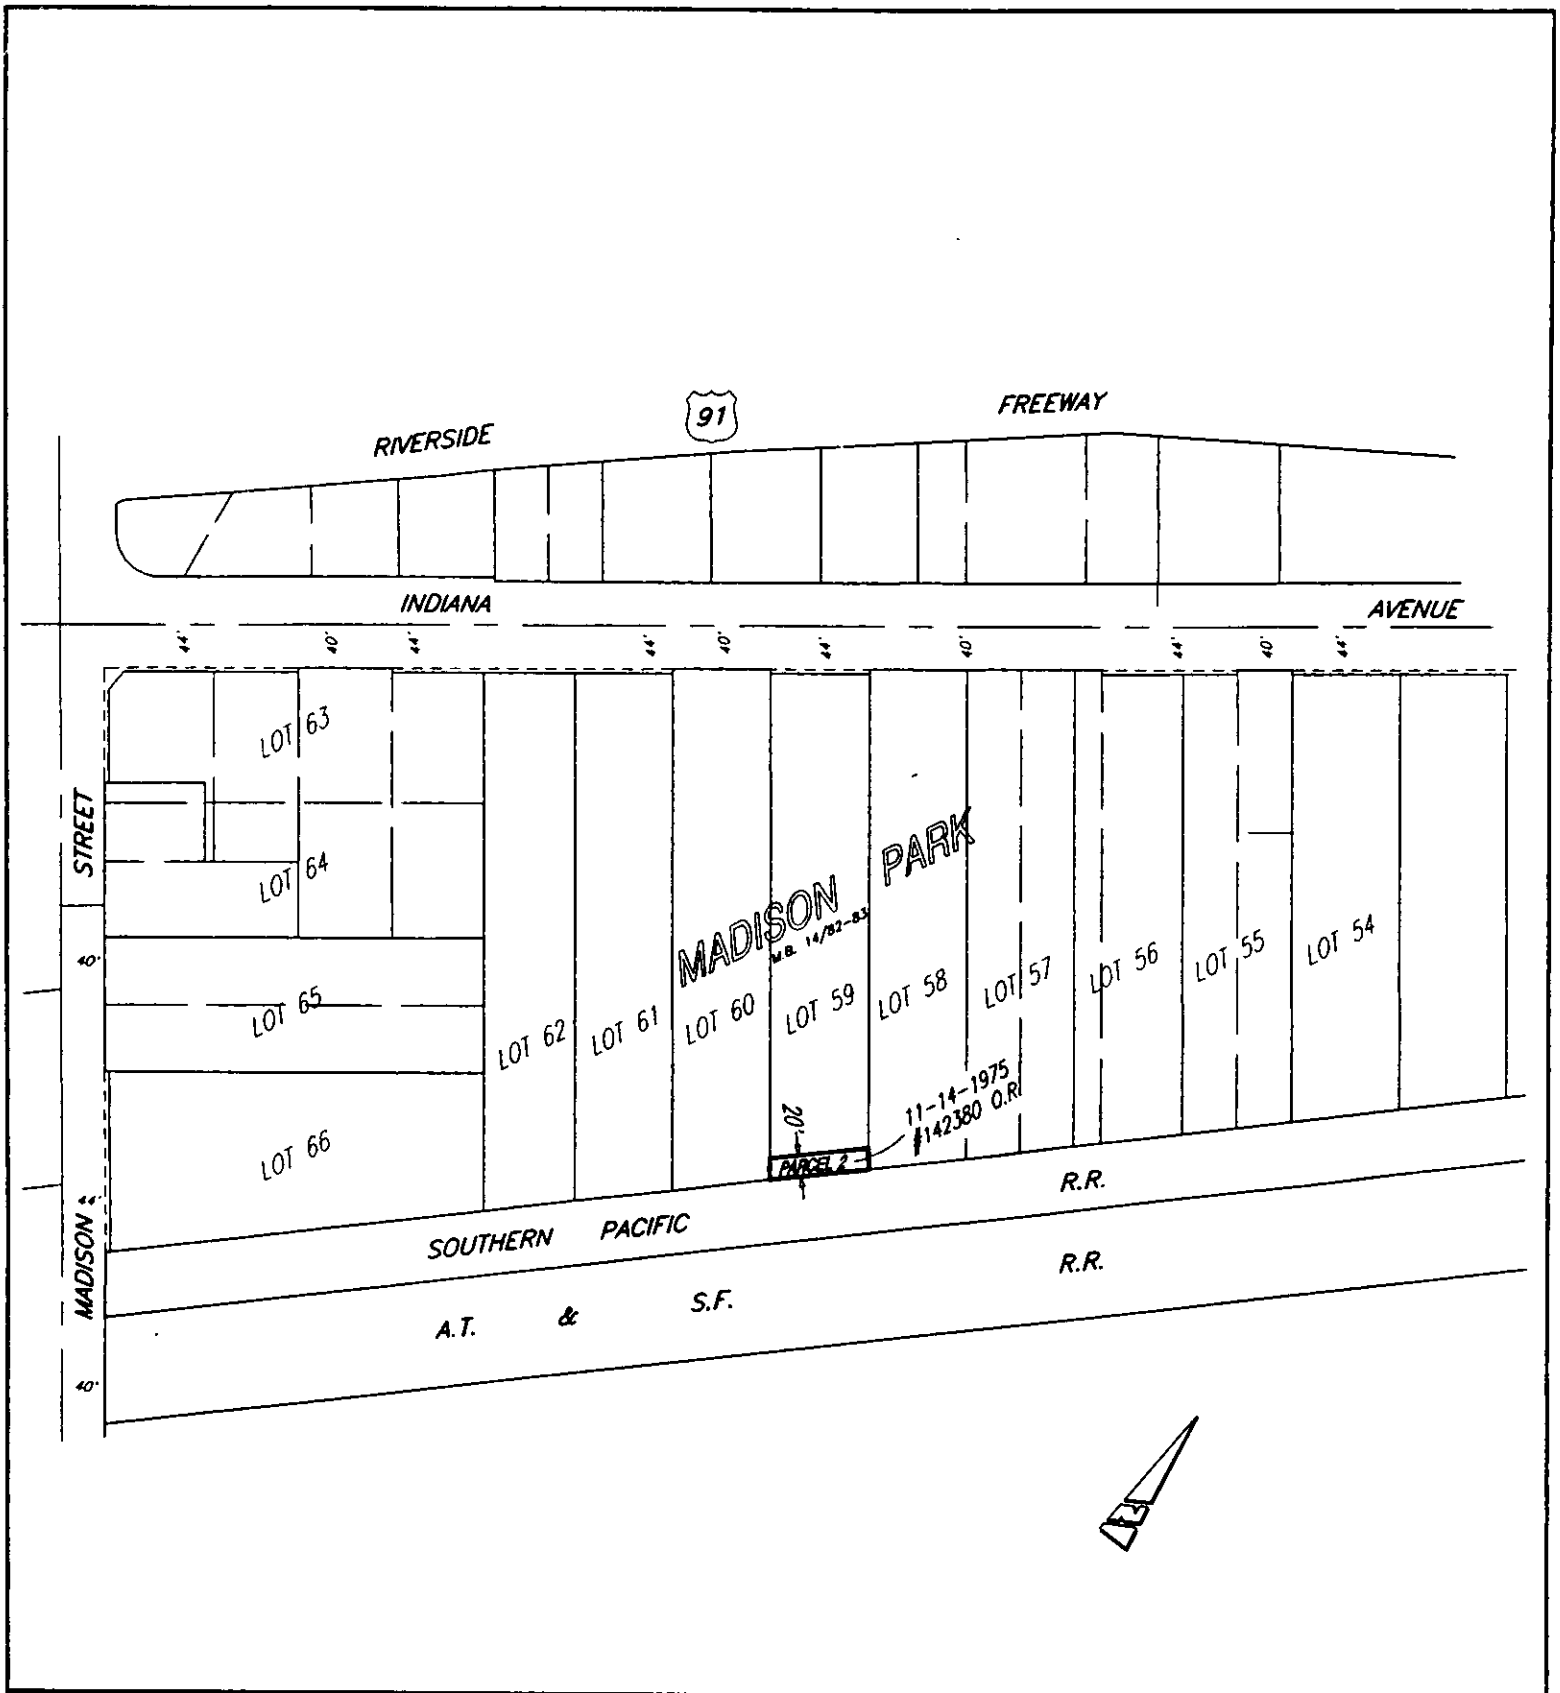 RIVERSIDE
91
FREEWAY
INDIANA
AVENUE
44' 40' 44' 44' 40' 44' 40' 44' 40' 44'
LOT 63
STREET
LOT 64
MADISON PARK
M.B. 14/82-83
40'
LOT 65
LOT 62
LOT 61
LOT 60
LOT 59
LOT 58
LOT 57
LOT 56
LOT 55
LOT 54
11-14-1975
#142380 O.R.
20'
PARCEL 2
LOT 66
44'
MADISON
SOUTHERN PACIFIC R.R.
A.T. & S.F. R.R.
40'
N